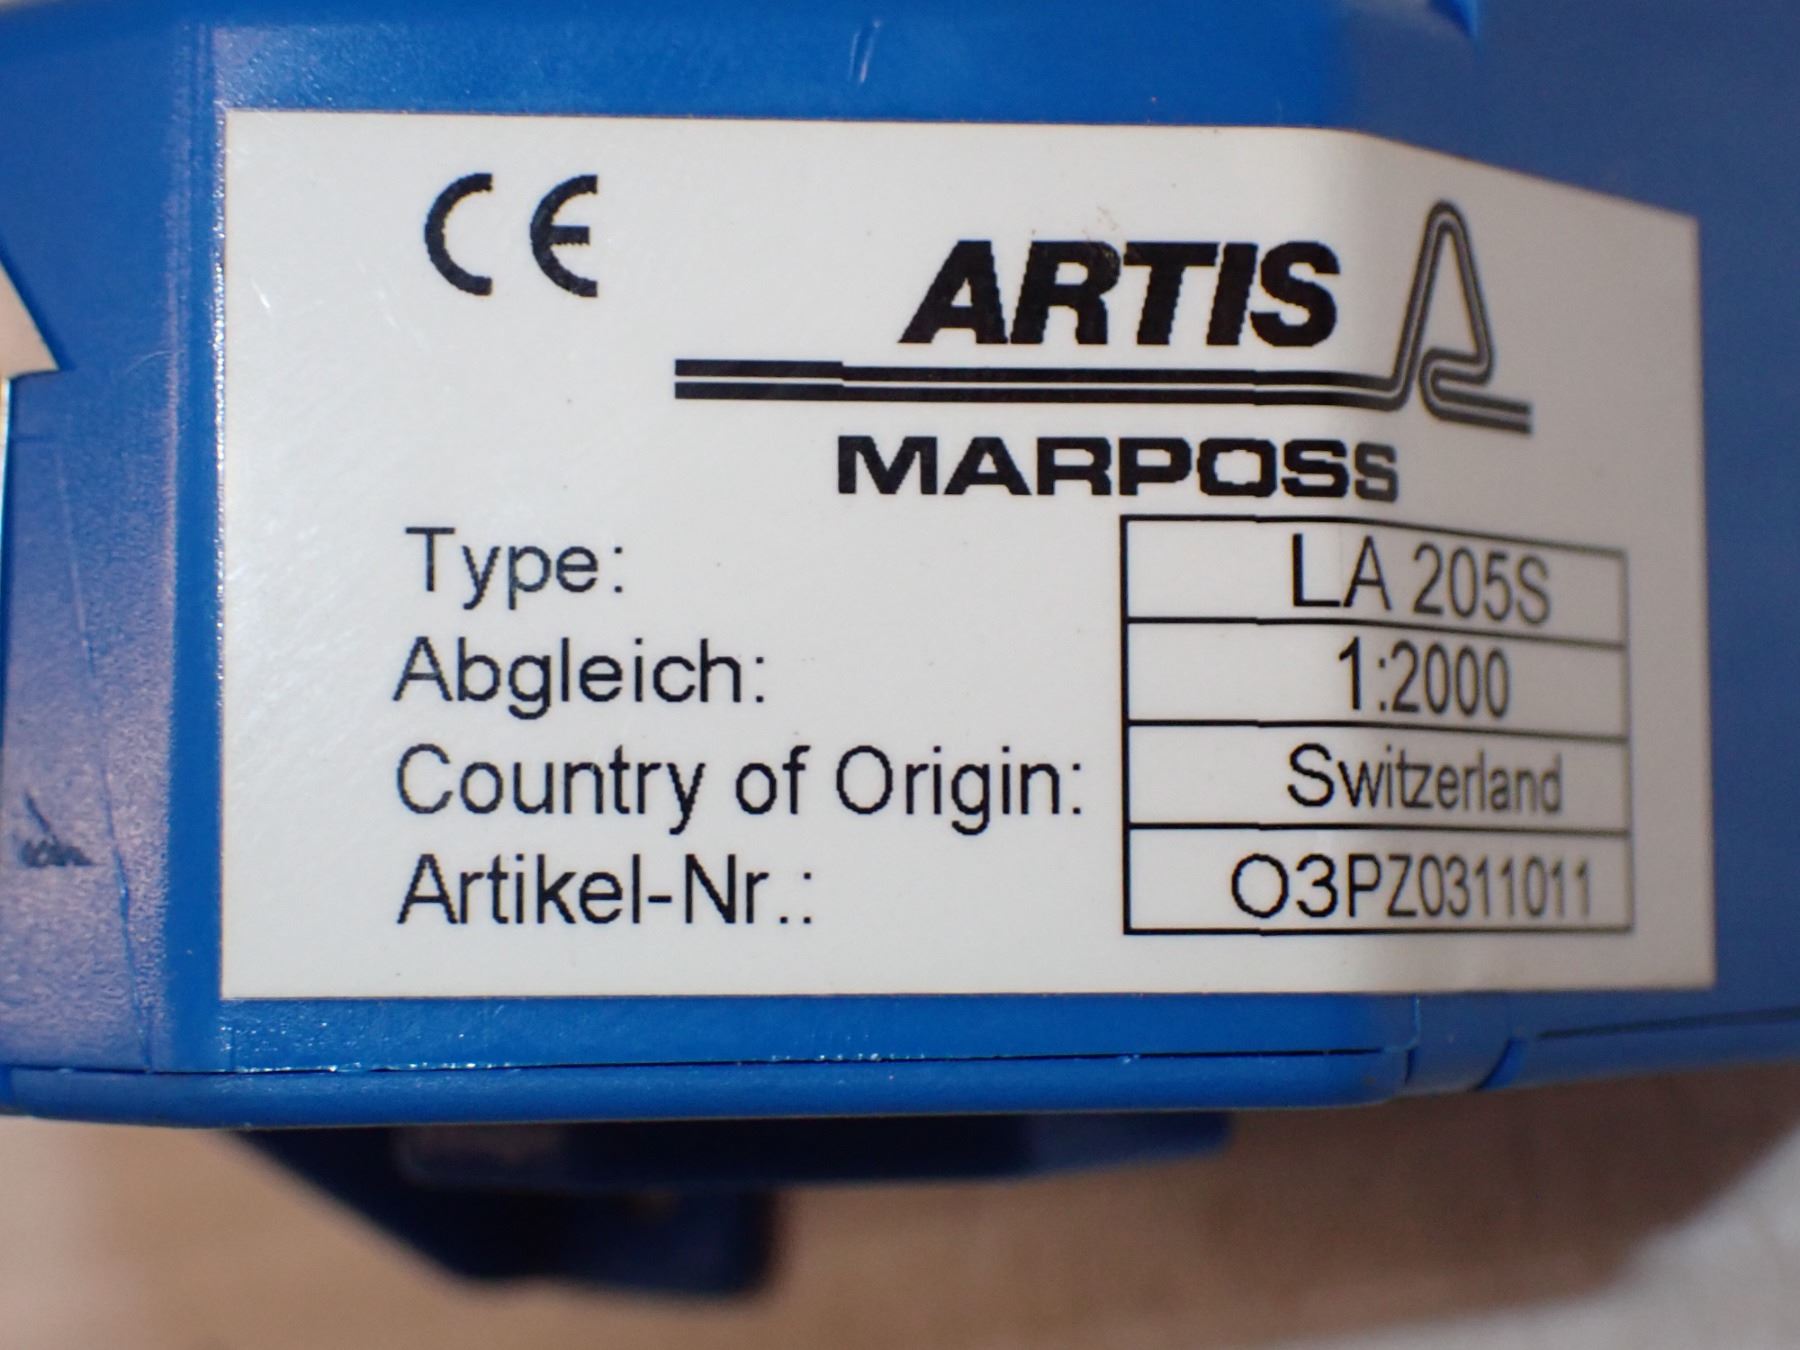 CE
ARTIS
MARPOSS
Type: LA 205S
Abgleich: 1:2000
Country of Origin: Switzerland
Artikel-Nr.: O3PZ0311011